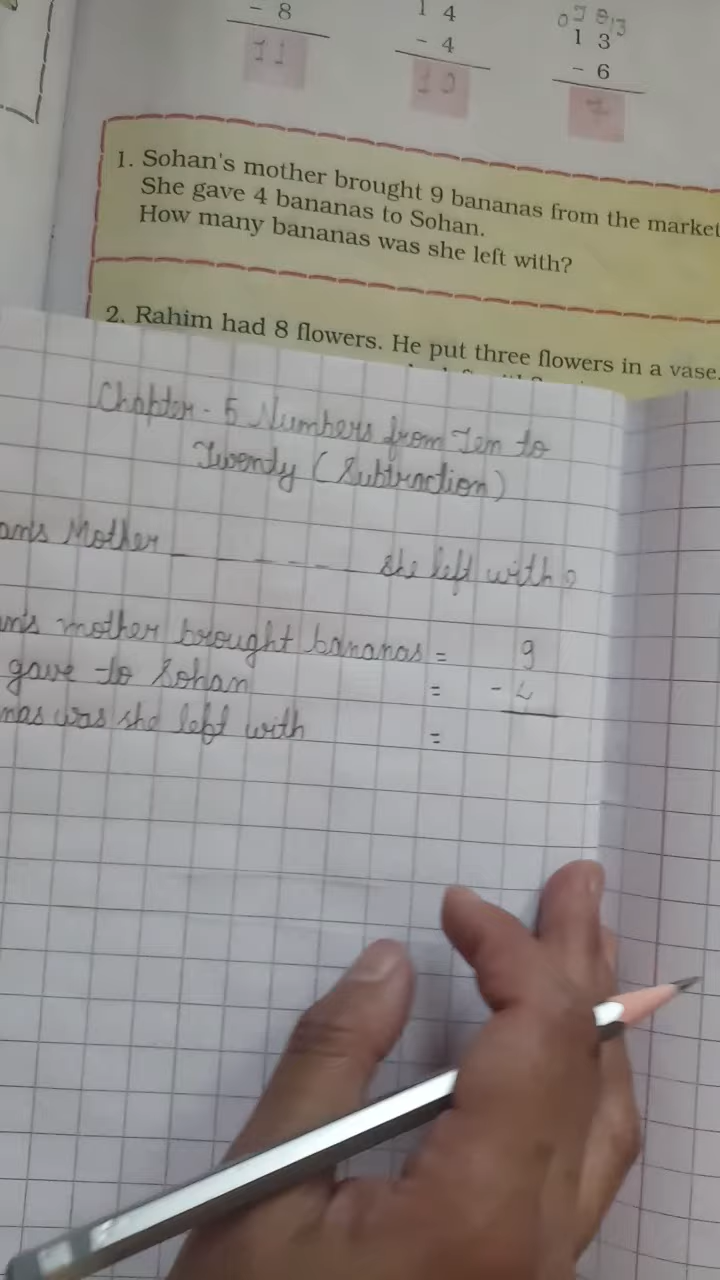 - 8
11
1 4
- 4
10
1 3
- 6
7
1. Sohan's mother brought 9 bananas from the market
She gave 4 bananas to Sohan.
How many bananas was she left with?
2. Rahim had 8 flowers. He put three flowers in a vase.
Chapter - 5 Numbers from Ten to
Twenty (Subtraction)
Mother _ _ _ _ _ she left with?
mother brought bananas = 9
gave to Sohan = - 4
was she left with =